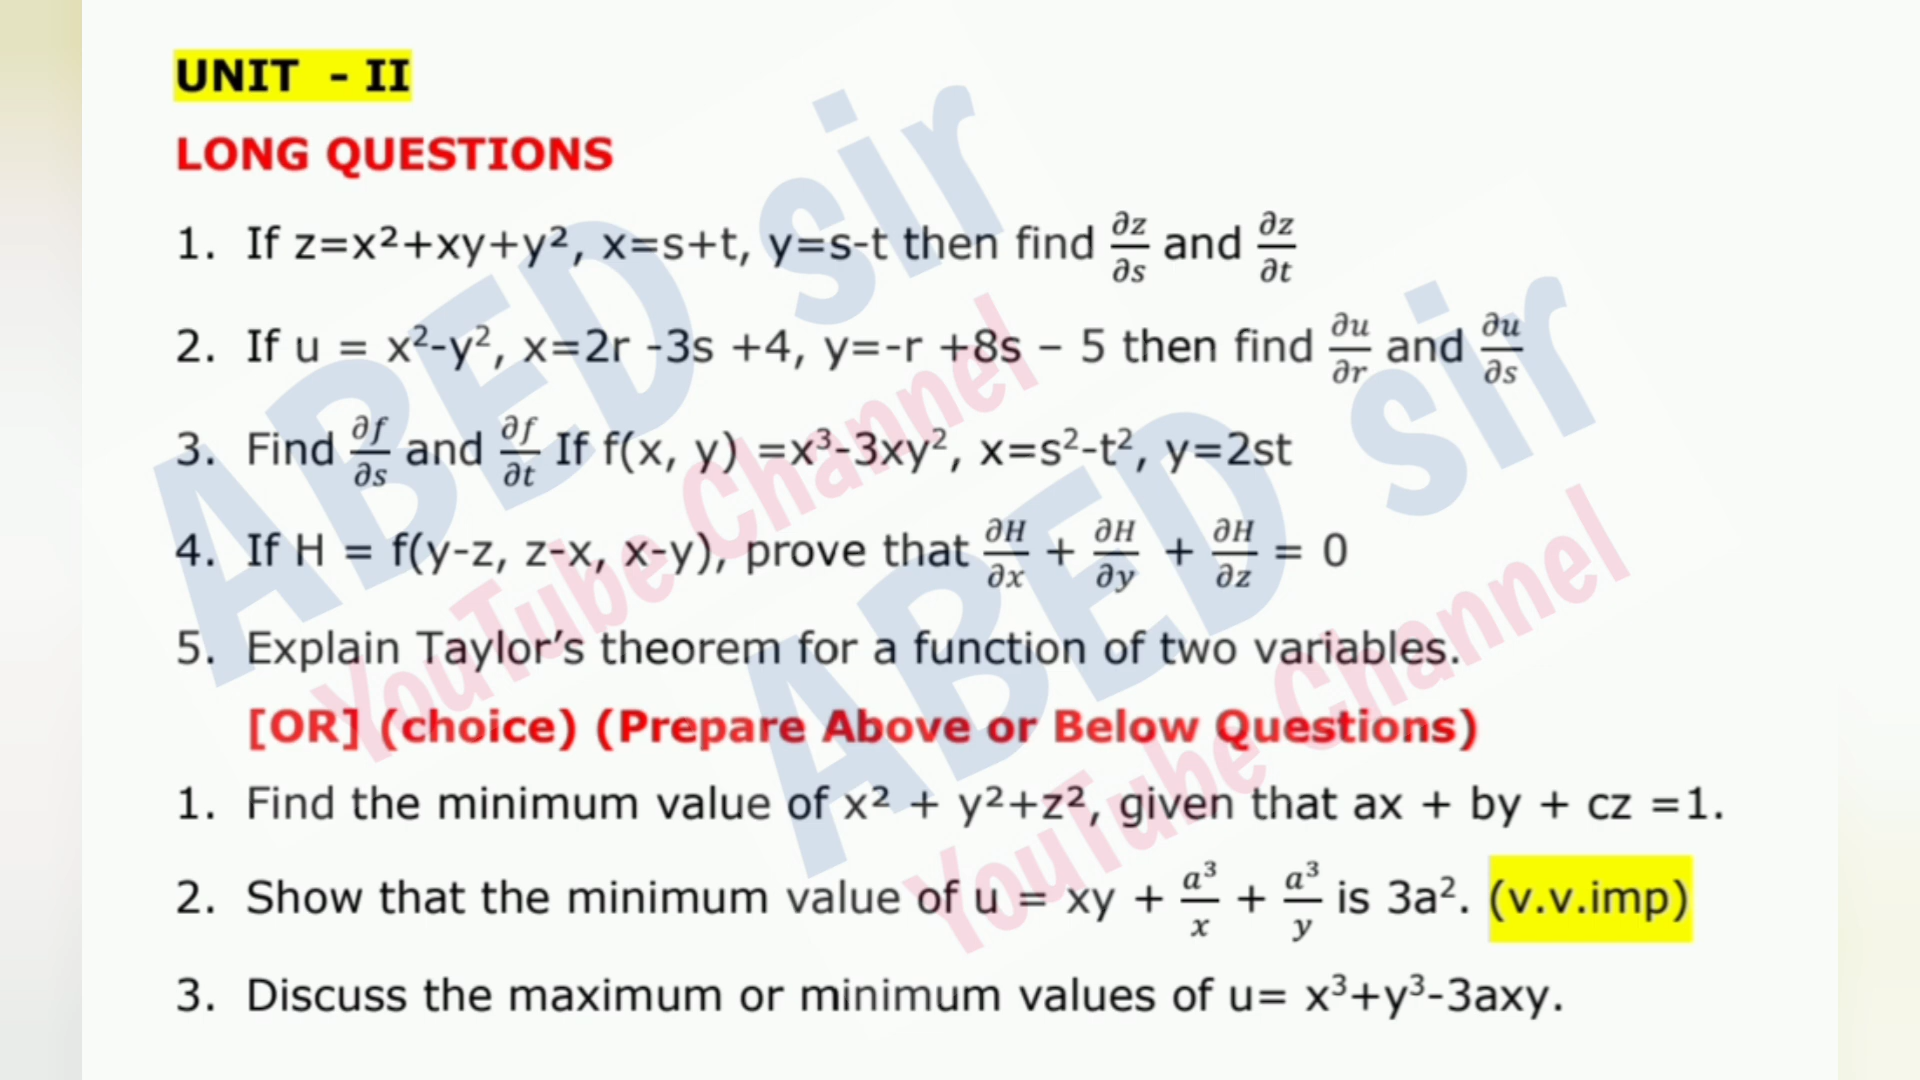 UNIT - II
LONG QUESTIONS
1. If z=x²+xy+y², x=s+t, y=s-t then find ∂z/∂s and ∂z/∂t
2. If u = x²-y², x=2r -3s +4, y=-r +8s – 5 then find ∂u/∂r and ∂u/∂s
3. Find ∂f/∂s and ∂f/∂t If f(x, y) =x³-3xy², x=s²-t², y=2st
4. If H = f(y-z, z-x, x-y), prove that ∂H/∂x + ∂H/∂y + ∂H/∂z = 0
5. Explain Taylor’s theorem for a function of two variables.
[OR] (choice) (Prepare Above or Below Questions)
1. Find the minimum value of x² + y²+z², given that ax + by + cz =1.
2. Show that the minimum value of u = xy + a³/x + a³/y is 3a². (v.v.imp)
3. Discuss the maximum or minimum values of u= x³+y³-3axy.
ABED sir
YouTube Channel
ABED sir
YouTube Channel